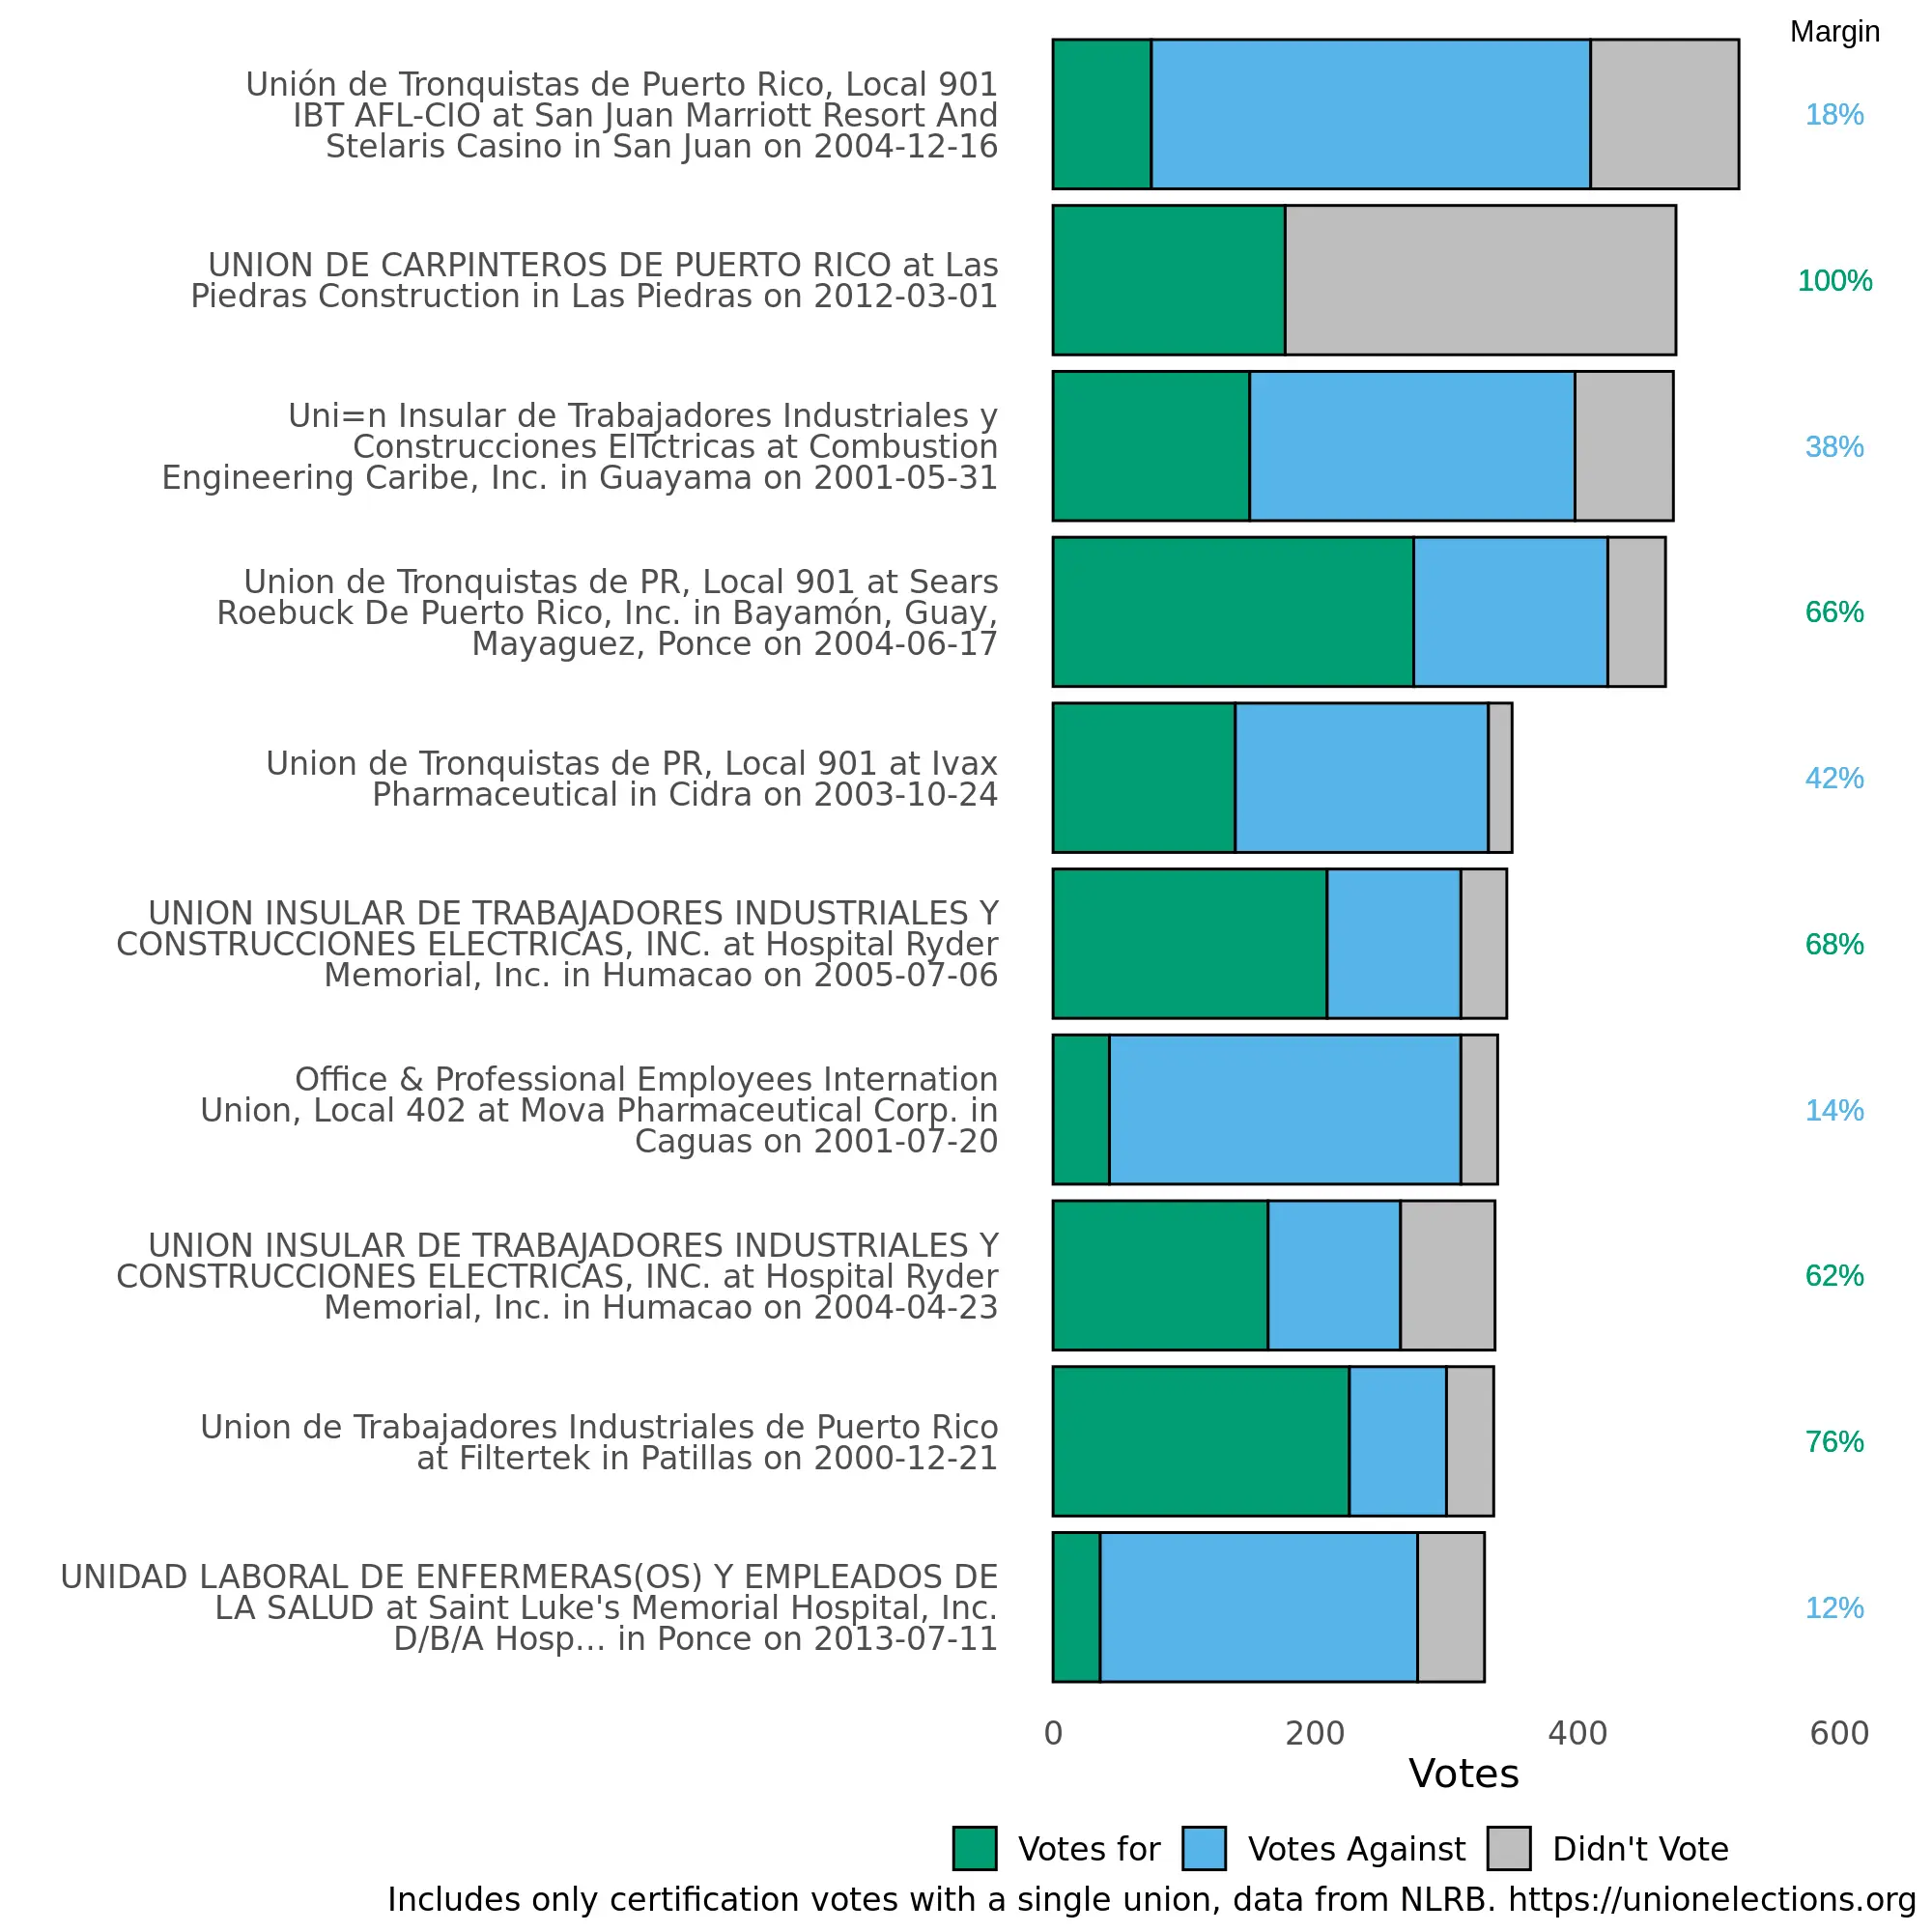 Margin
Unión de Tronquistas de Puerto Rico, Local 901
IBT AFL-CIO at San Juan Marriott Resort And
Stelaris Casino in San Juan on 2004-12-16
18%
UNION DE CARPINTEROS DE PUERTO RICO at Las
Piedras Construction in Las Piedras on 2012-03-01
100%
Uni=n Insular de Trabajadores Industriales y
Construcciones ElTctricas at Combustion
Engineering Caribe, Inc. in Guayama on 2001-05-31
38%
Union de Tronquistas de PR, Local 901 at Sears
Roebuck De Puerto Rico, Inc. in Bayamón, Guay,
Mayaguez, Ponce on 2004-06-17
66%
Union de Tronquistas de PR, Local 901 at Ivax
Pharmaceutical in Cidra on 2003-10-24
42%
UNION INSULAR DE TRABAJADORES INDUSTRIALES Y
CONSTRUCCIONES ELECTRICAS, INC. at Hospital Ryder
Memorial, Inc. in Humacao on 2005-07-06
68%
Office & Professional Employees Internation
Union, Local 402 at Mova Pharmaceutical Corp. in
Caguas on 2001-07-20
14%
UNION INSULAR DE TRABAJADORES INDUSTRIALES Y
CONSTRUCCIONES ELECTRICAS, INC. at Hospital Ryder
Memorial, Inc. in Humacao on 2004-04-23
62%
Union de Trabajadores Industriales de Puerto Rico
at Filtertek in Patillas on 2000-12-21
76%
UNIDAD LABORAL DE ENFERMERAS(OS) Y EMPLEADOS DE
LA SALUD at Saint Luke's Memorial Hospital, Inc.
D/B/A Hosp... in Ponce on 2013-07-11
12%
0 200 400 600
Votes
Votes for Votes Against Didn't Vote
Includes only certification votes with a single union, data from NLRB. https://unionelections.org